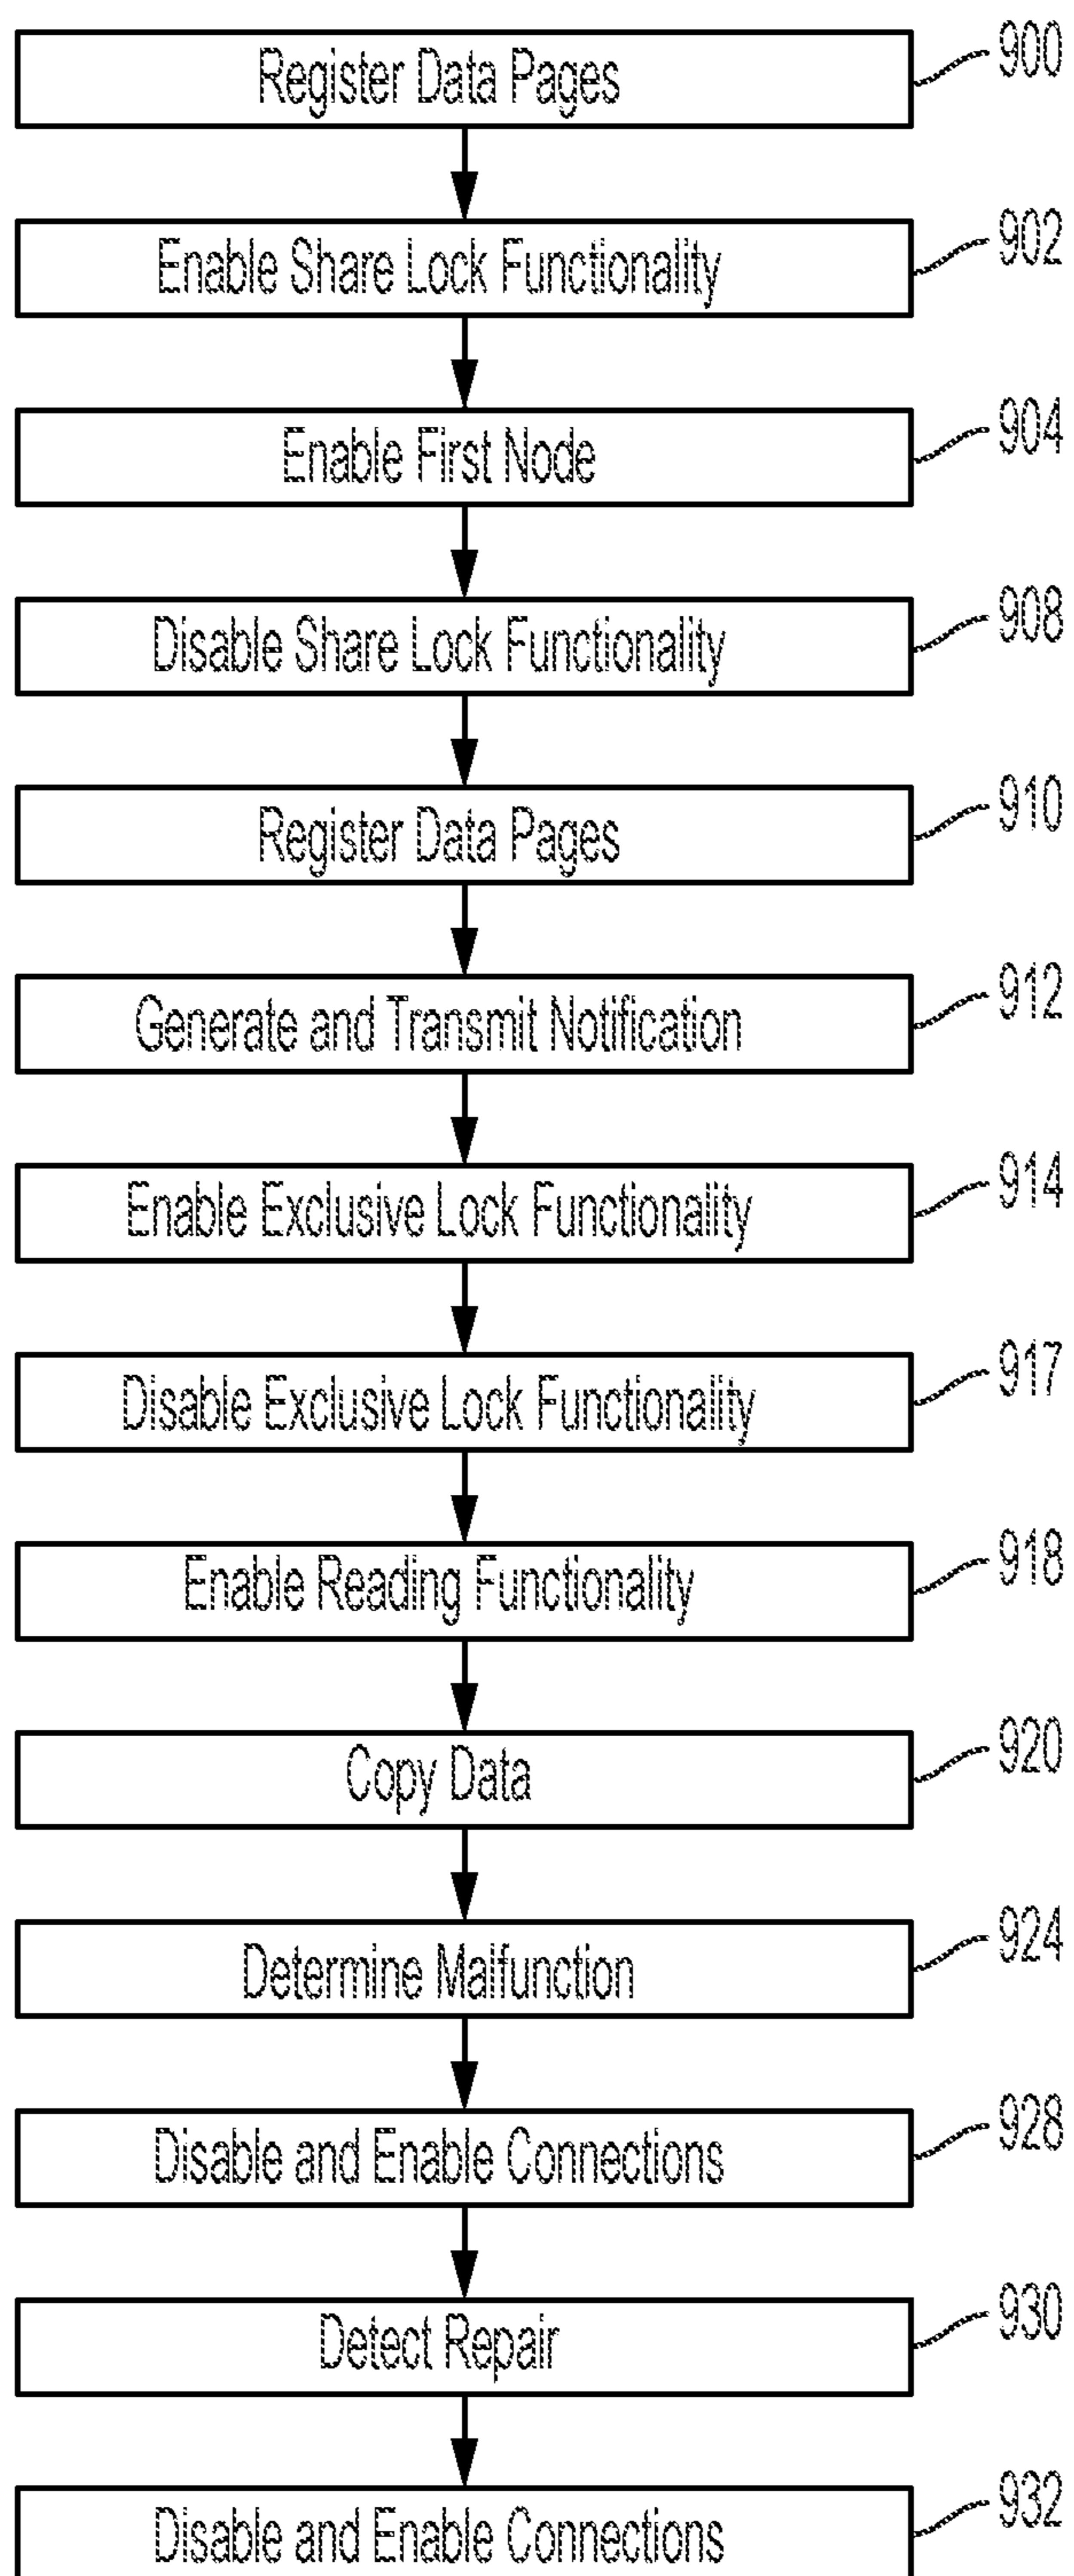 Register Data Pages 900
Enable Share Lock Functionality 902
Enable First Node 904
Disable Share Lock Functionality 908
Register Data Pages 910
Generate and Transmit Notification 912
Enable Exclusive Lock Functionality 914
Disable Exclusive Lock Functionality 917
Enable Reading Functionality 918
Copy Data 920
Determine Malfunction 924
Disable and Enable Connections 928
Detect Repair 930
Disable and Enable Connections 932